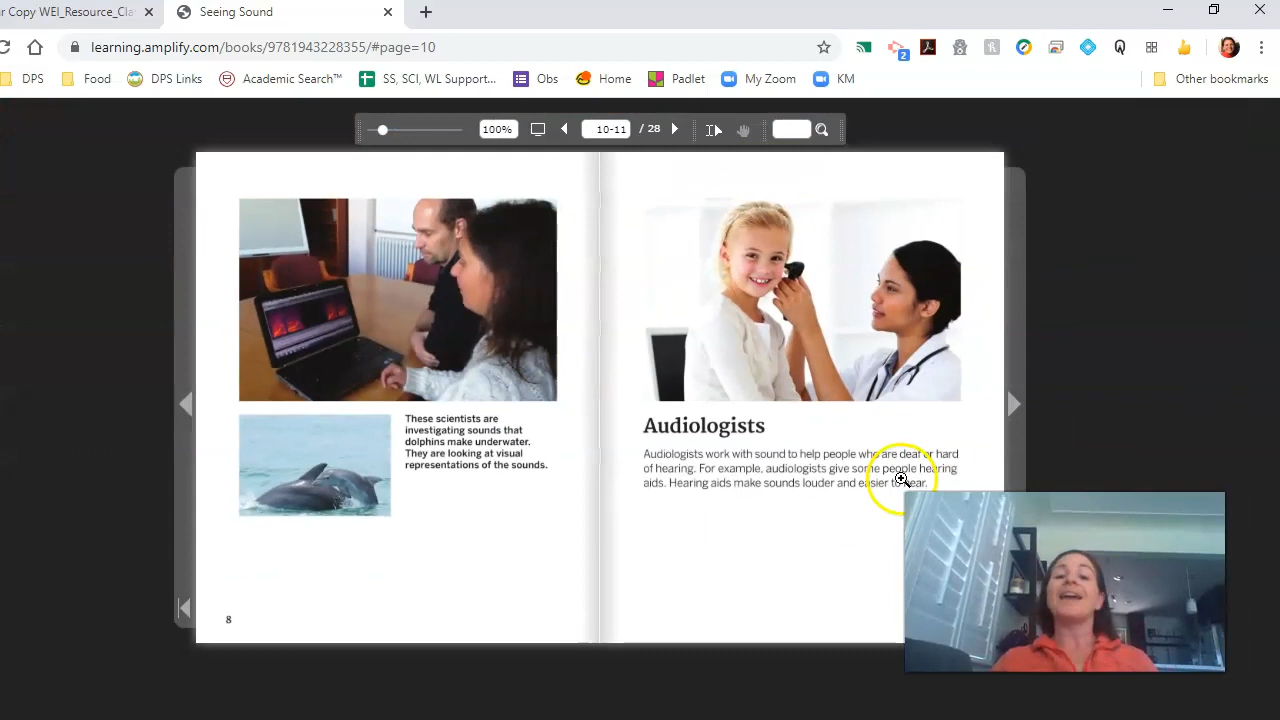 ar Copy WEI_Resource_Cla
Seeing Sound
learning.amplify.com/books/9781943228355/#page=10
2
DPS
Food
DPS Links
Academic Search™
SS, SCI, WL Support...
Obs
Home
Padlet
My Zoom
KM
Other bookmarks
100%
10-11
/ 28
These scientists are
investigating sounds that
dolphins make underwater.
They are looking at visual
representations of the sounds.
8
Audiologists
Audiologists work with sound to help people who are deaf or hard
of hearing. For example, audiologists give some people hearing
aids. Hearing aids make sounds louder and easier to hear.